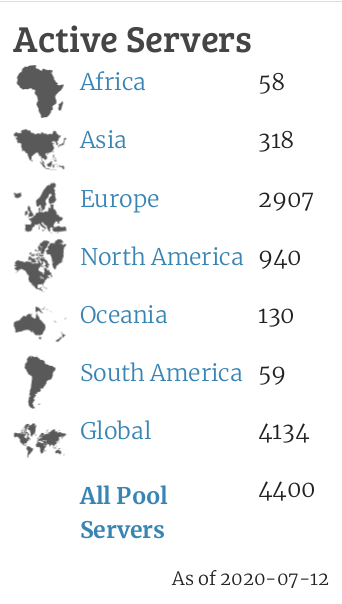 Active Servers
Africa 58
Asia 318
Europe 2907
North America 940
Oceania 130
South America 59
Global 4134
All Pool 4400
Servers
As of 2020-07-12